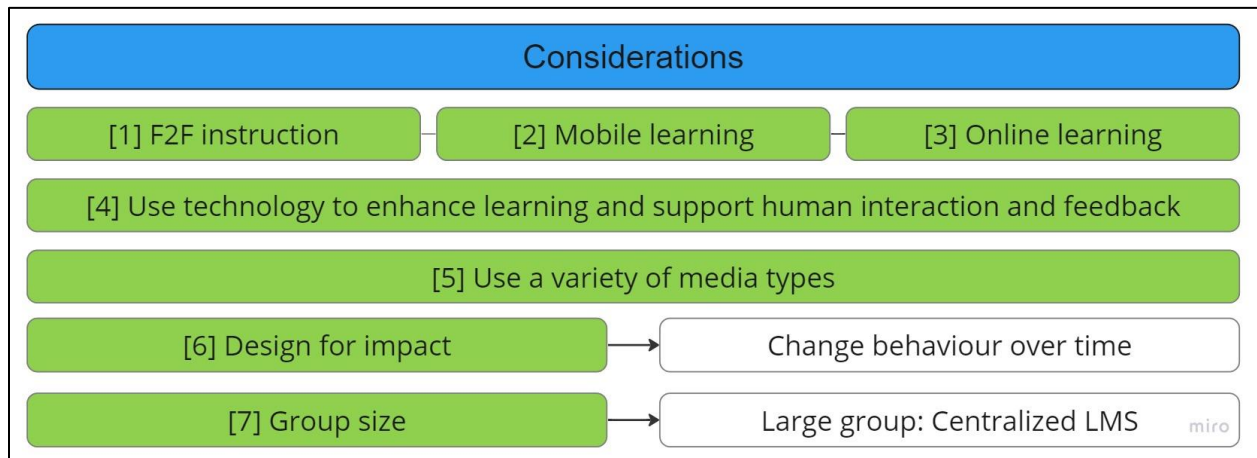 Considerations
[1] F2F instruction
[2] Mobile learning
[3] Online learning
[4] Use technology to enhance learning and support human interaction and feedback
[5] Use a variety of media types
[6] Design for impact
Change behaviour over time
[7] Group size
Large group: Centralized LMS
miro